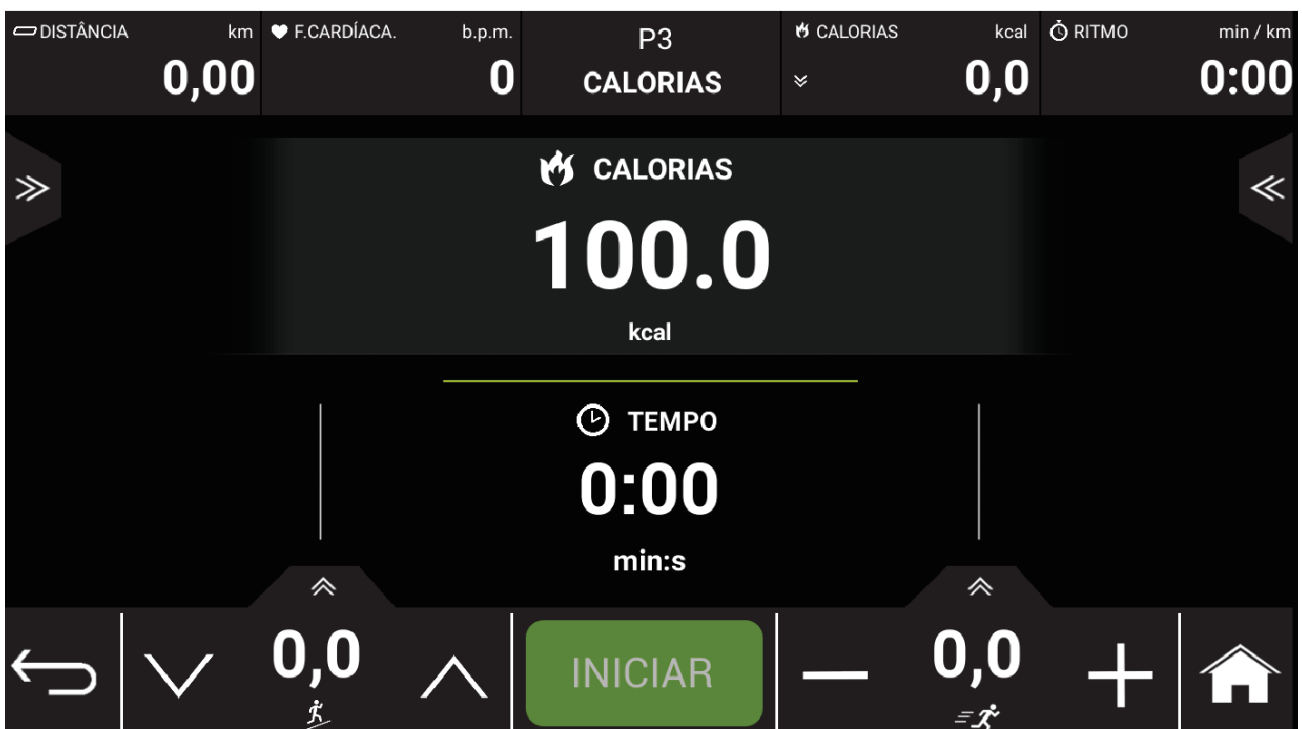 DISTÂNCIA km
0,00
F.CARDÍACA. b.p.m.
0
P3
CALORIAS
CALORIAS kcal
0,0
RITMO min / km
0:00
CALORIAS
100.0
kcal
TEMPO
0:00
min:s
0,0
INICIAR
0,0